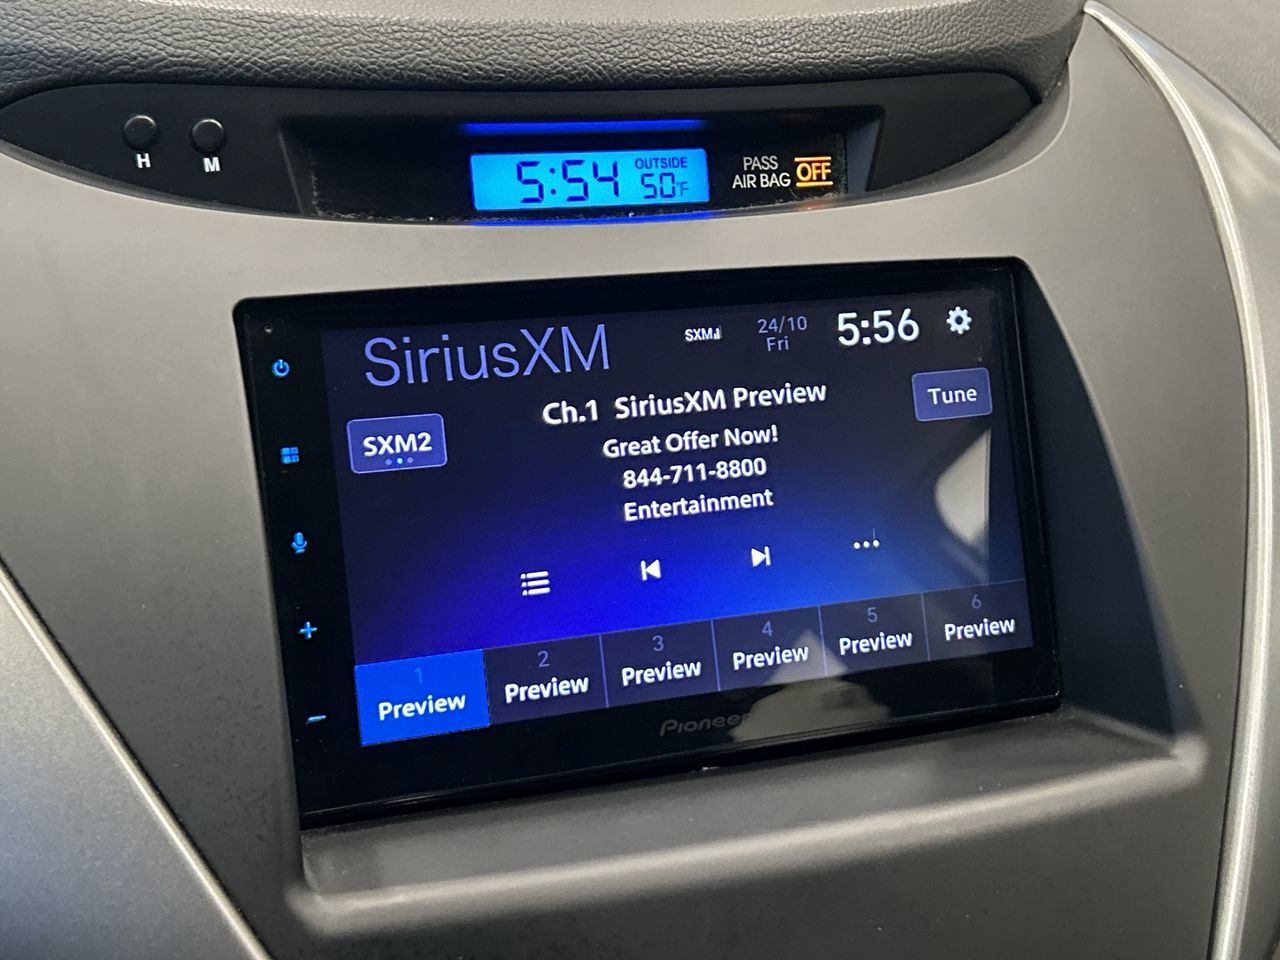 H M
5:54 OUTSIDE 50°F
PASS AIR BAG OFF
SiriusXM
SXM
24/10
Fri
5:56
Ch.1 SiriusXM Preview
Tune
SXM2
Great Offer Now!
844-711-8800
Entertainment
1 2 3 4 5 6
Preview Preview Preview Preview Preview Preview
Pioneer